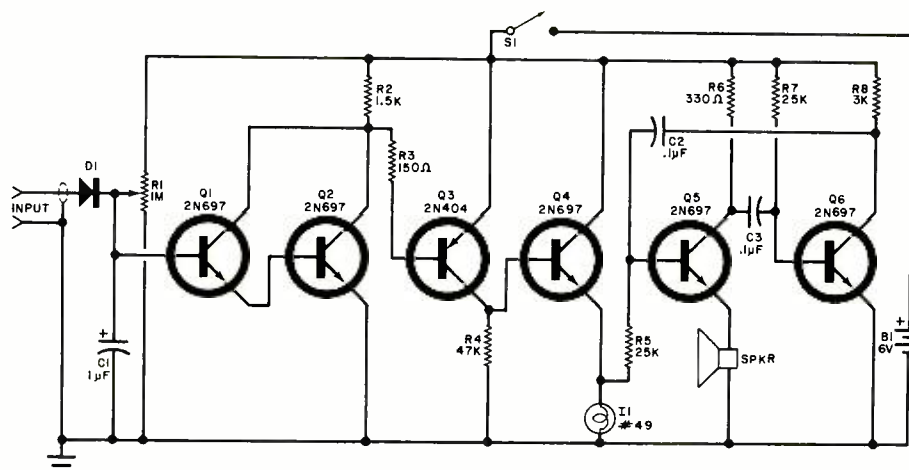 S1
R2
1.5K
R6
330Ω
R7
25K
R8
3K
C2
.1µF
R3
150Ω
D1
R1
1M
INPUT
Q1
2N697
Q2
2N697
Q3
2N404
Q4
2N697
Q5
2N697
Q6
2N697
C3
.1µF
+
C1
1µF
R4
47K
R5
25K
SPKR
+
B1
6V
I1
#49